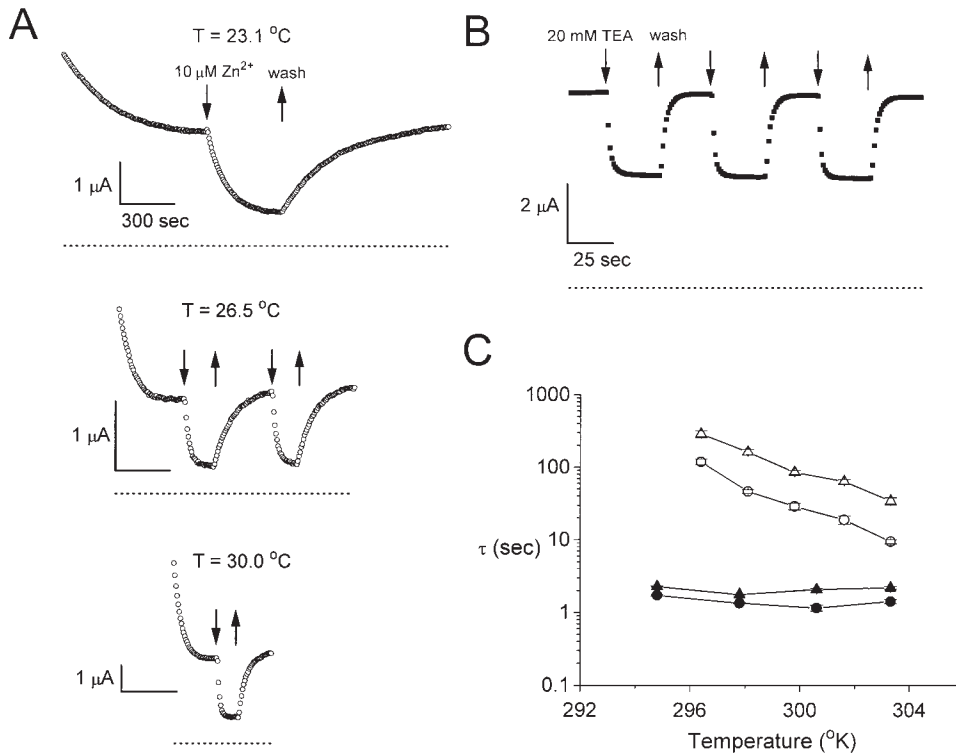 A
T = 23.1 °C
10 μM Zn²⁺ wash
1 μA
300 sec
T = 26.5 °C
1 μA
T = 30.0 °C
1 μA
B
20 mM TEA wash
2 μA
25 sec
C
1000
100
10
1
0.1
τ (sec)
292 296 300 304
Temperature (°K)